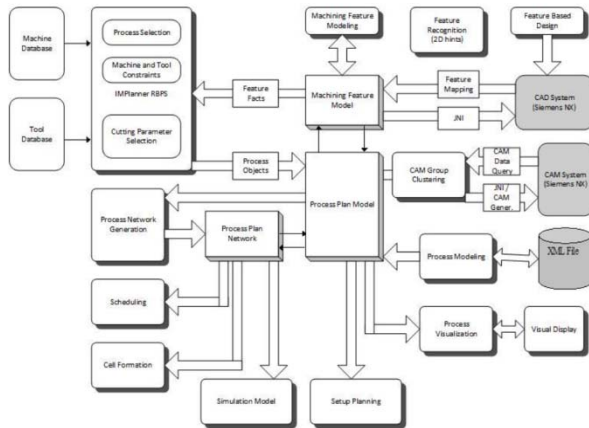 Machine
Database
Process Selection
Machine and Tool
Constraints
IMPlanner RBPS
Cutting Parameter
Selection
Tool
Database
Machining Feature
Modeling
Feature
Recognition
(2D hints)
Feature Based
Design
Feature
Facts
Machining Feature
Model
Feature
Mapping
JNI
CAD System
(Siemens NX)
Process
Objects
Process Plan Model
CAM Group
Clustering
CAM
Data
Query
JNI /
CAM
Gener.
CAM System
(Siemens NX)
Process Network
Generation
Process Plan
Network
Process Modeling
XML File
Scheduling
Process
Visualization
Visual Display
Cell Formation
Simulation Model
Setup Planning